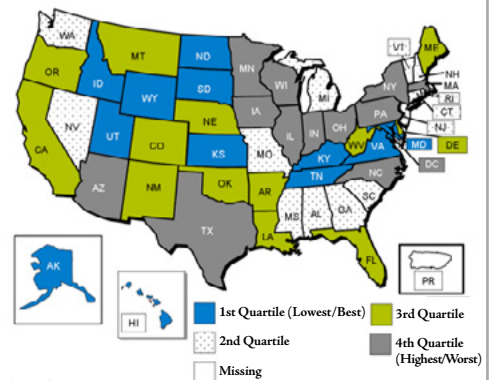 WA
VT
ME
MT
ND
OR
MN
NH
ID
SD
WI
NY
MA
WY
MI
RI
CT
IA
PA
NE
NJ
NV
IL
IN
OH
UT
CO
WV
MD
DE
CA
KS
MO
VA
KY
DC
TN
NC
AZ
NM
OK
AR
SC
MS
AL
GA
TX
LA
FL
AK
PR
HI
1st Quartile (Lowest/Best)
3rd Quartile
2nd Quartile
4th Quartile
(Highest/Worst)
Missing